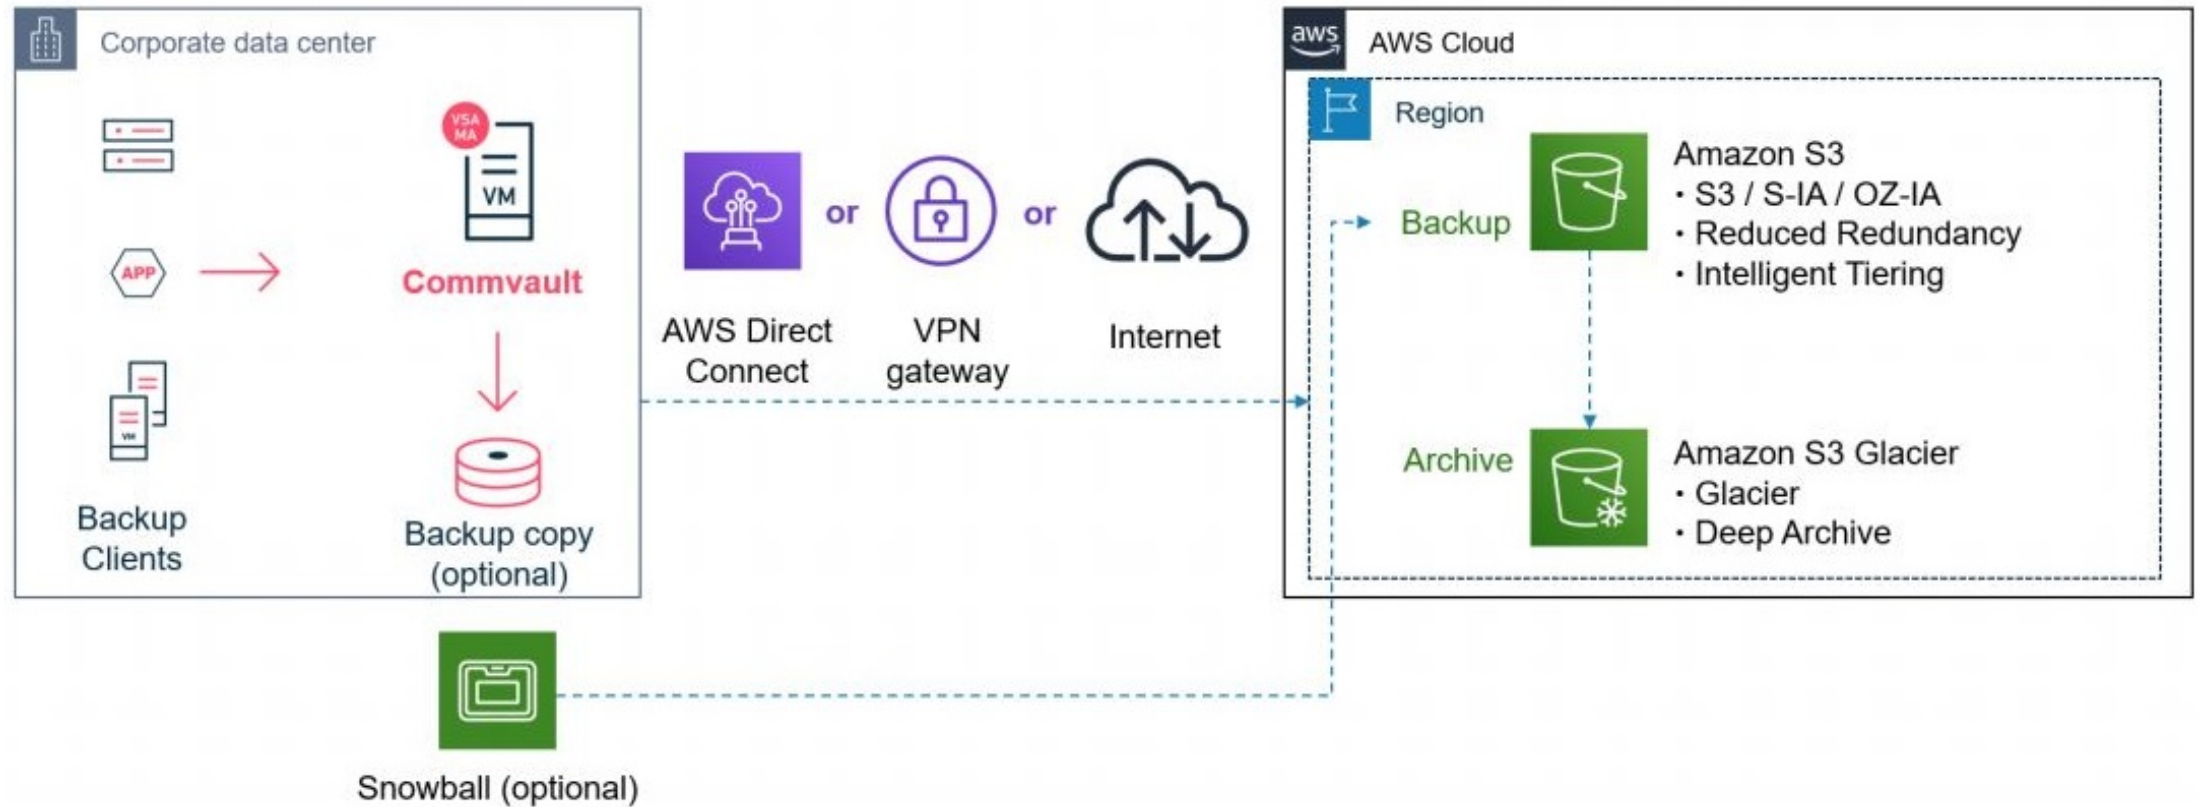 Corporate data center
VSA
MA
VM
Commvault
APP
VM
Backup
Clients
Backup copy
(optional)
Snowball (optional)
or
or
AWS Direct
Connect
VPN
gateway
Internet
aws
AWS Cloud
Region
Backup
Amazon S3
· S3 / S-IA / OZ-IA
· Reduced Redundancy
· Intelligent Tiering
Archive
Amazon S3 Glacier
· Glacier
· Deep Archive